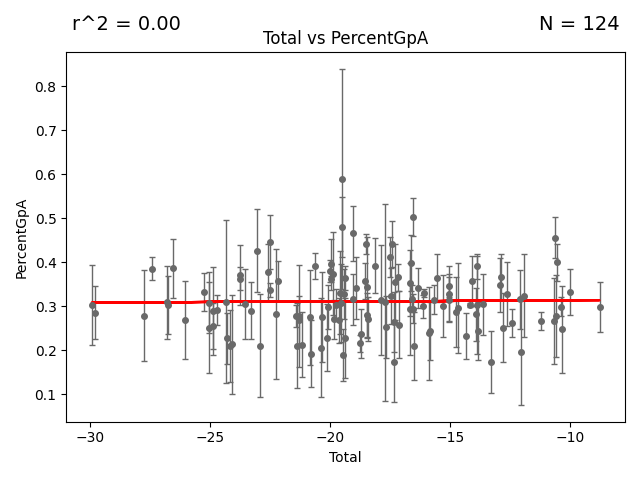 r^2 = 0.00
N = 124
Total vs PercentGpA
PercentGpA
0.8
0.7
0.6
0.5
0.4
0.3
0.2
0.1
−30
−25
−20
−15
−10
Total